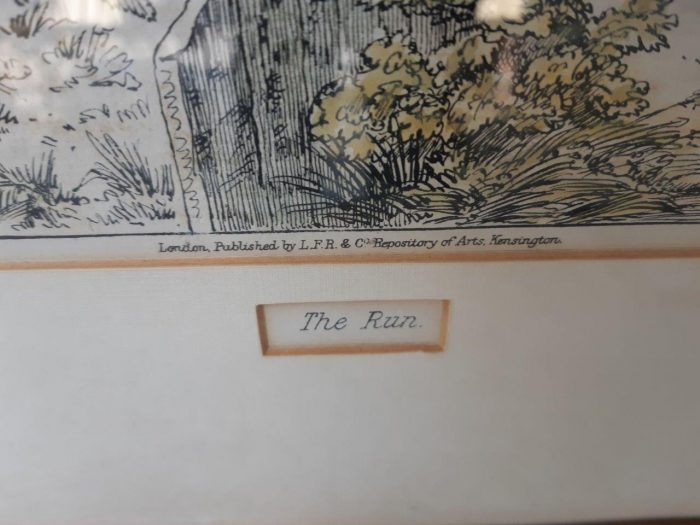 London, Published by L.F.R. & Co. Repository of Arts, Kensington.
The Run.